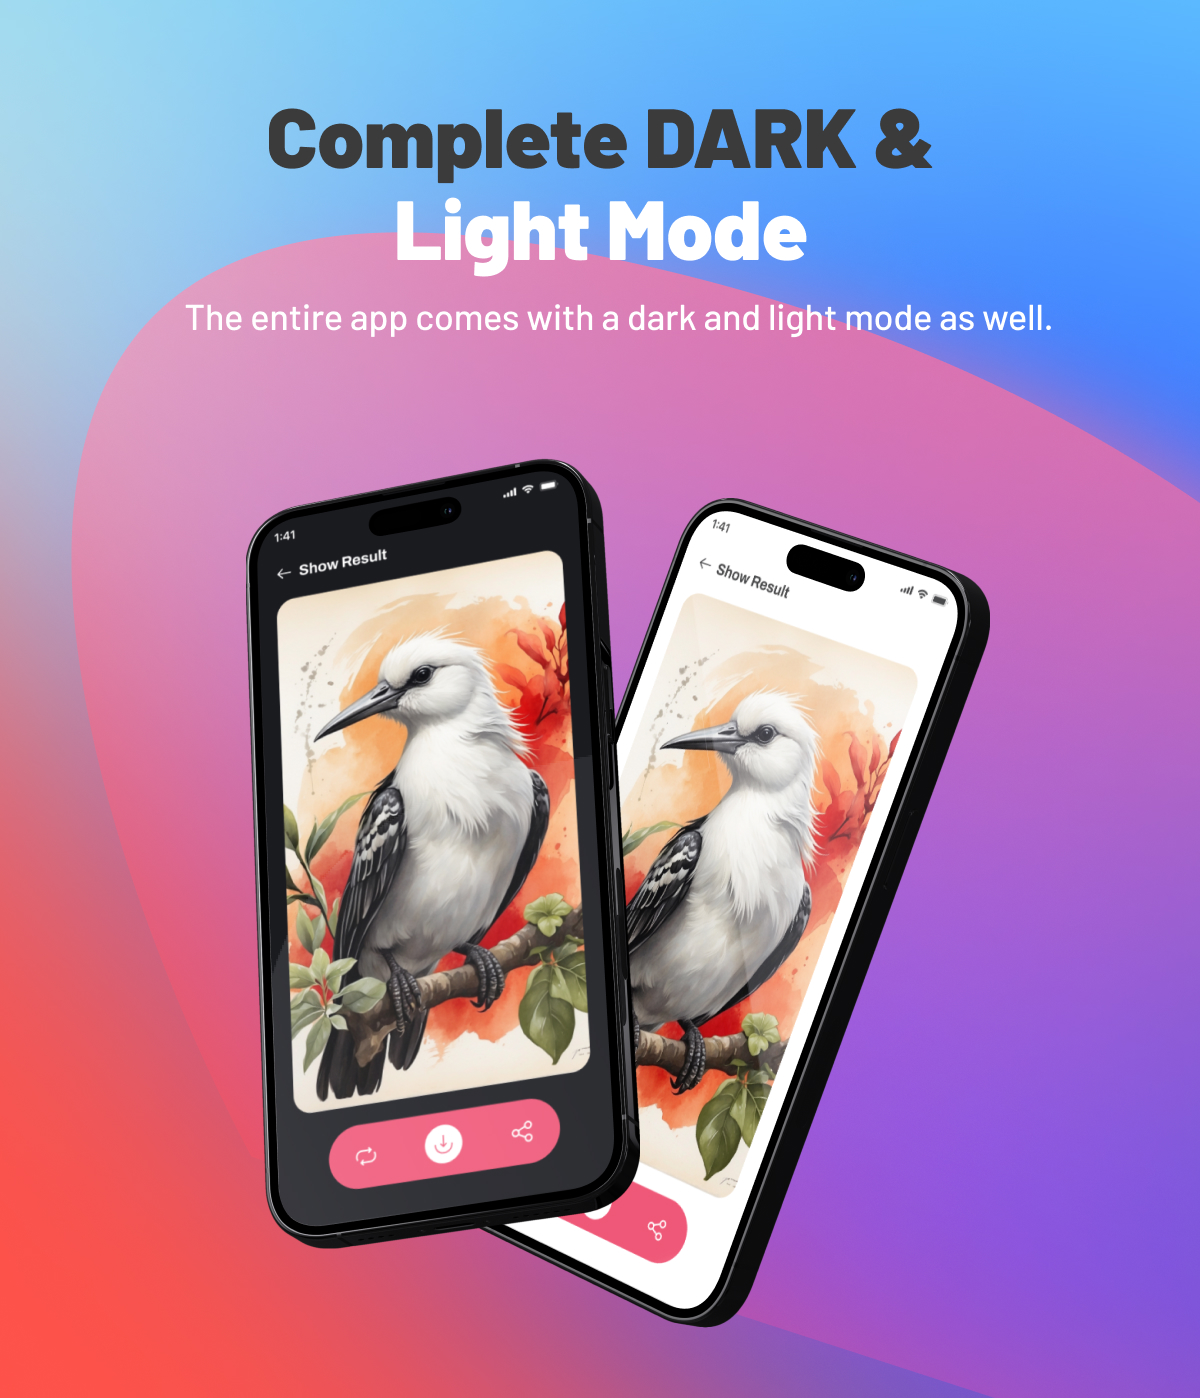 Complete DARK &
Light Mode
The entire app comes with a dark and light mode as well.
1:41
Show Result
1:41
Show Result